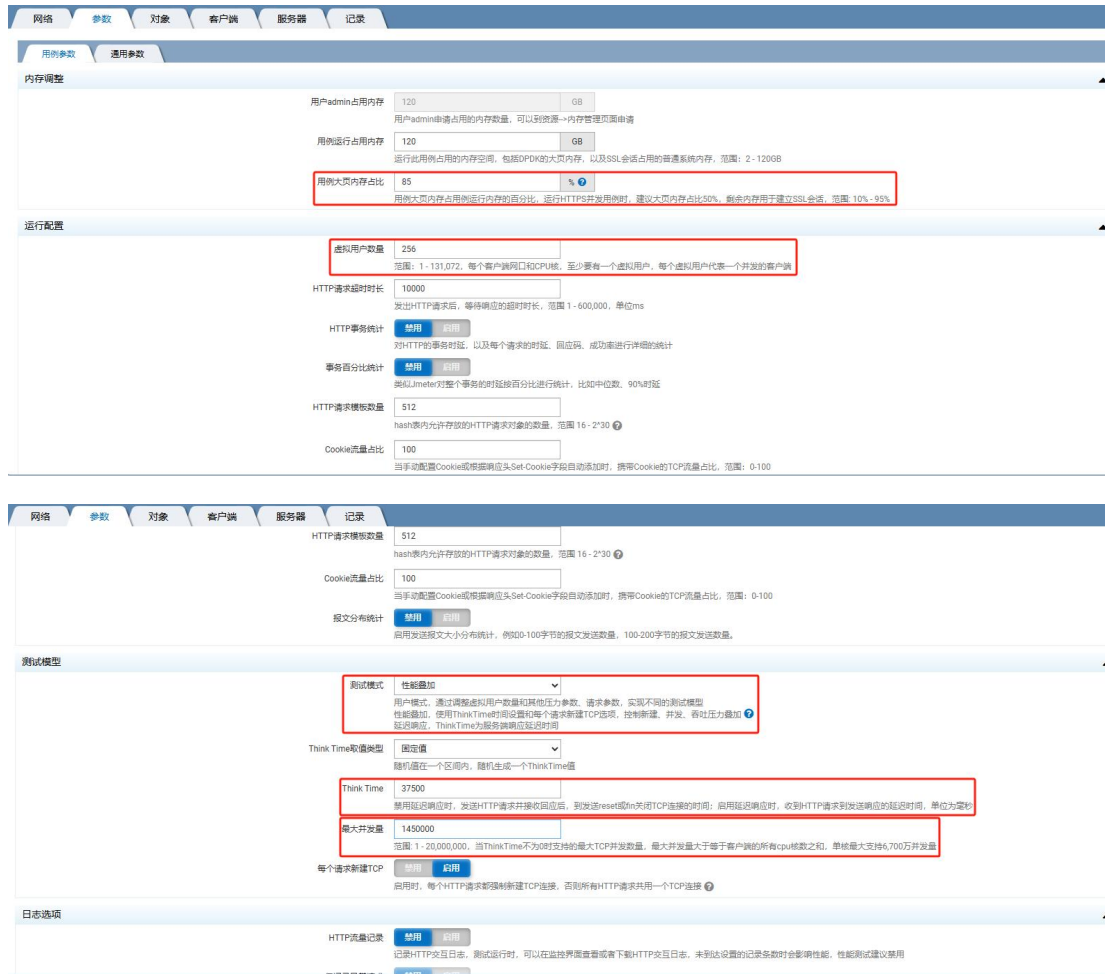 网络 参数 对象 客户端 服务器 记录
用例参数 通用参数
内存调整
用户admin占用内存 120 GB
用户admin申请占用的内存数量，可以到资源->内存管理页面申请
用例运行占用内存 120 GB
运行此用例占用的内存空间，包括DPDK的大页内存，以及SSL会话占用的普通系统内存，范围：2 - 120GB
用例大页内存占比 85 %
用例大页内存占用例运行内存的百分比，运行HTTPS并发用例时，建议大页内存占比50%，剩余内存用于建立SSL会话，范围: 10% - 95%
运行配置
虚拟用户数量 256
范围：1 - 131,072，每个客户端网口和CPU核，至少要有一个虚拟用户，每个虚拟用户代表一个并发的客户端
HTTP请求超时时长 10000
发出HTTP请求后，等待响应的超时时长，范围 1 - 600,000，单位ms
HTTP事务统计 禁用 启用
对HTTP的事务时延，以及每个请求的时延、回应码、成功率进行详细的统计
事务百分比统计 禁用 启用
类似Jmeter对整个事务的时延按百分比进行统计，比如中位数、90%时延
HTTP请求模板数量 512
hash表内允许存放的HTTP请求对象的数量，范围 16 - 2^30
Cookie流量占比 100
当手动配置Cookie或根据响应头Set-Cookie字段自动添加时，携带Cookie的TCP流量占比，范围：0-100
网络 参数 对象 客户端 服务器 记录
HTTP请求模板数量 512
hash表内允许存放的HTTP请求对象的数量，范围 16 - 2^30
Cookie流量占比 100
当手动配置Cookie或根据响应头Set-Cookie字段自动添加时，携带Cookie的TCP流量占比，范围：0-100
报文分布统计 禁用 启用
启用发送报文大小分布统计，例如0-100字节的报文发送数量，100-200字节的报文发送数量。
测试模型
测试模式 性能叠加
用户模式，通过调整虚拟用户数量和其他压力参数、请求参数，实现不同的测试模型
性能叠加，使用ThinkTime时间设置和每个请求新建TCP选项，控制新建、并发、吞吐压力叠加
延迟响应，ThinkTime为服务端响应延迟时间
Think Time取值类型 固定值
随机值在一个区间内，随机生成一个ThinkTime值
Think Time 37500
禁用延迟响应时，发送HTTP请求并接收回应后，到发送reset或fin关闭TCP连接的时间；启用延迟响应时，收到HTTP请求到发送响应的延迟时间，单位为毫秒
最大并发量 1450000
范围: 1 - 20,000,000，当ThinkTime不为0时支持的最大TCP并发数量，最大并发量大于等于客户端的所有cpu核数之和，单核最大支持6,700万并发量
每个请求新建TCP 禁用 启用
启用时，每个HTTP请求都强制新建TCP连接，否则所有HTTP请求共用一个TCP连接
日志选项
HTTP流量记录 禁用 启用
记录HTTP交互日志，测试运行时，可以在监控界面查看或者下载HTTP交互日志，未到达设置的记录条数时会影响性能，性能测试建议禁用